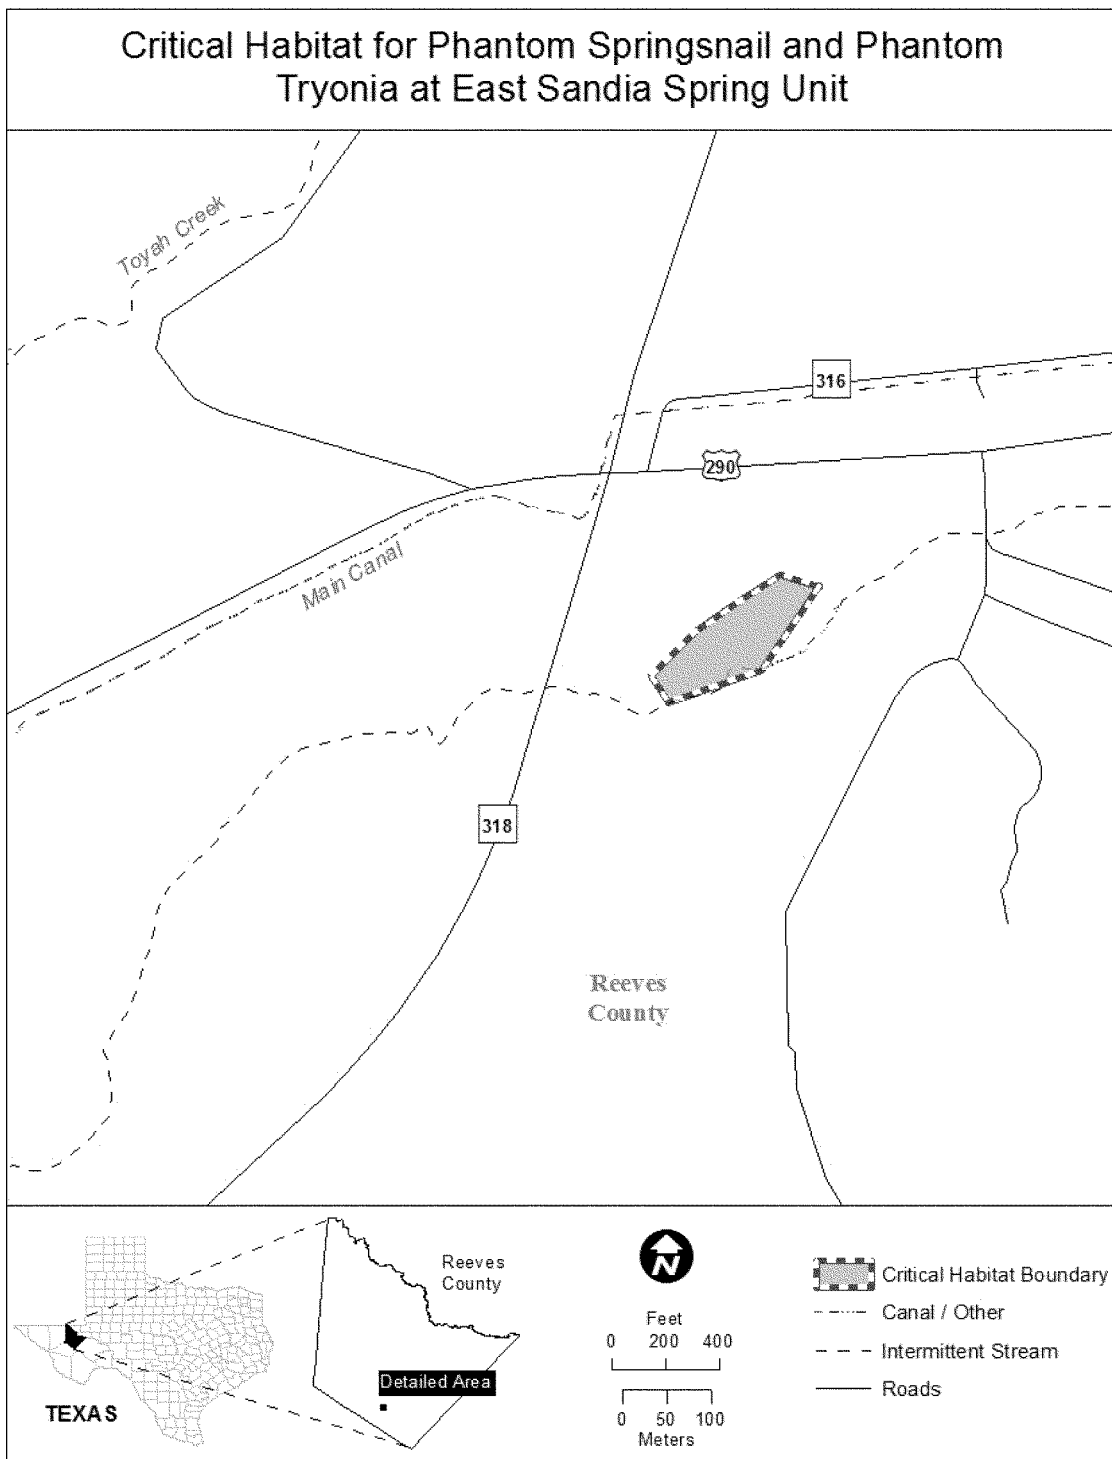 Critical Habitat for Phantom Springsnail and Phantom
Tryonia at East Sandia Spring Unit
Toyah Creek
316
290
Main Canal
318
Reeves
County
Reeves
County
Detailed Area
TEXAS
N
Feet
0 200 400
0 50 100
Meters
Critical Habitat Boundary
Canal / Other
Intermittent Stream
Roads